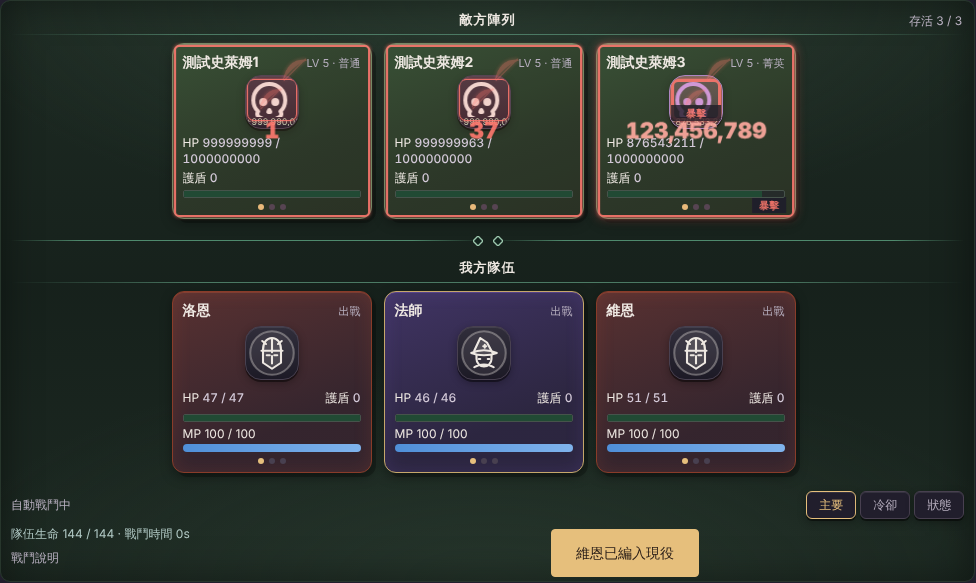 敵方陣列
存活 3 / 3
測試史萊姆1
LV 5 · 普通
1
HP 999999999 /
1000000000
護盾 0
測試史萊姆2
LV 5 · 普通
37
HP 999999963 /
1000000000
護盾 0
測試史萊姆3
LV 5 · 菁英
暴擊
123,456,789
HP 876543211 /
1000000000
護盾 0
暴擊
我方隊伍
洛恩
出戰
HP 47 / 47
護盾 0
MP 100 / 100
法師
出戰
HP 46 / 46
護盾 0
MP 100 / 100
維恩
出戰
HP 51 / 51
護盾 0
MP 100 / 100
自動戰鬥中
主要
冷卻
狀態
隊伍生命 144 / 144 · 戰鬥時間 0s
戰鬥說明
維恩已編入現役